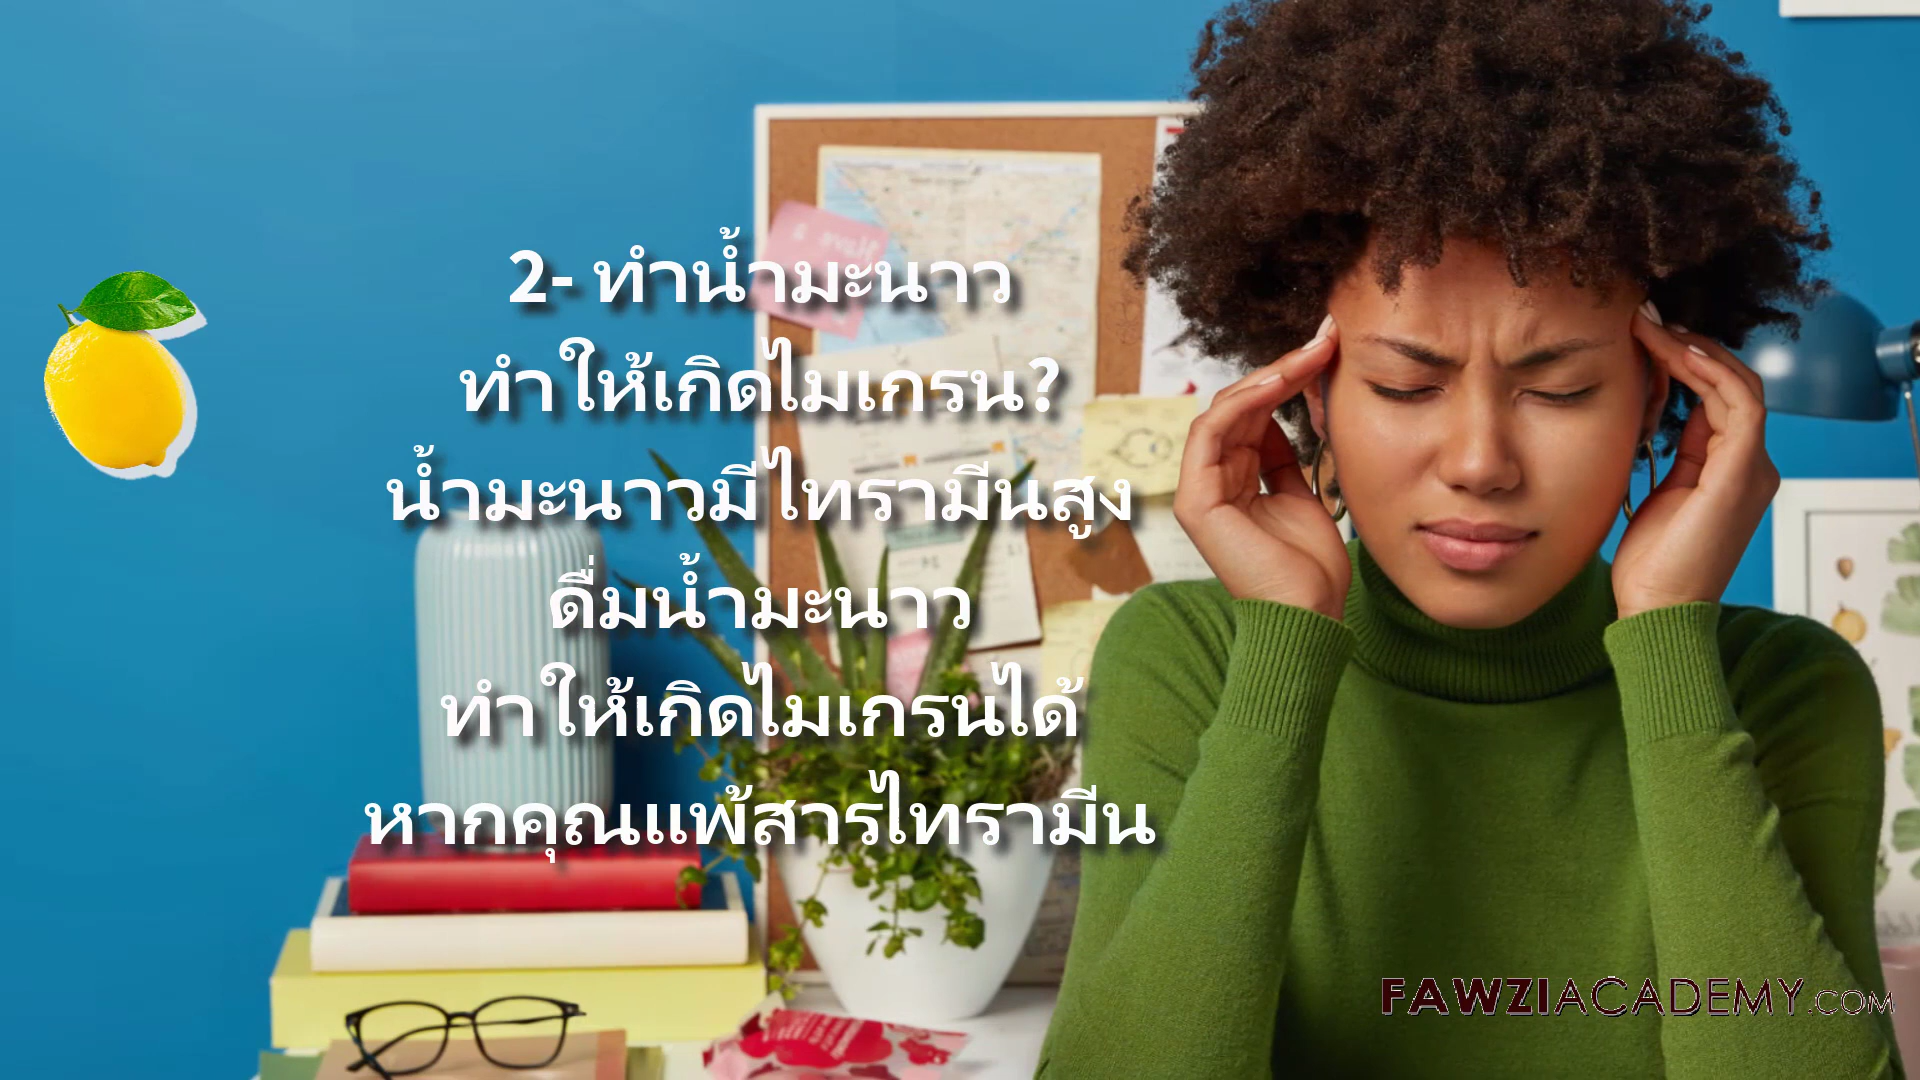 2- ทำน้ำมะนาว
ทำให้เกิดไมเกรน?
น้ำมะนาวมีไทรามีนสูง
ดื่มน้ำมะนาว
ทำให้เกิดไมเกรนได้
หากคุณแพ้สารไทรามีน
FAWZIACADEMY.COM